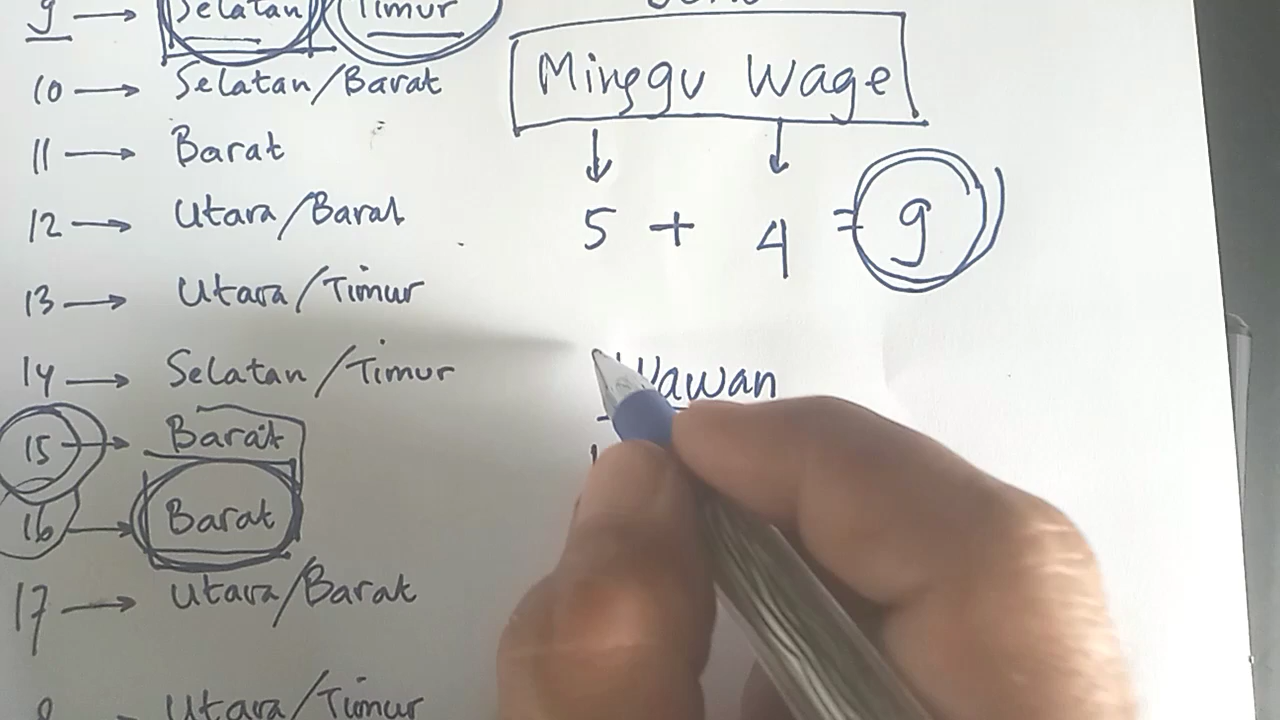 9 → Selatan Timur
10 → Selatan/Barat
11 → Barat
12 → Utara/Barat
13 → Utara/Timur
14 → Selatan/Timur
15 → Barat
16 → Barat
17 → Utara/Barat
8 → Utara/Timur
Minggu Wage
5 + 4 = 9
Wawan